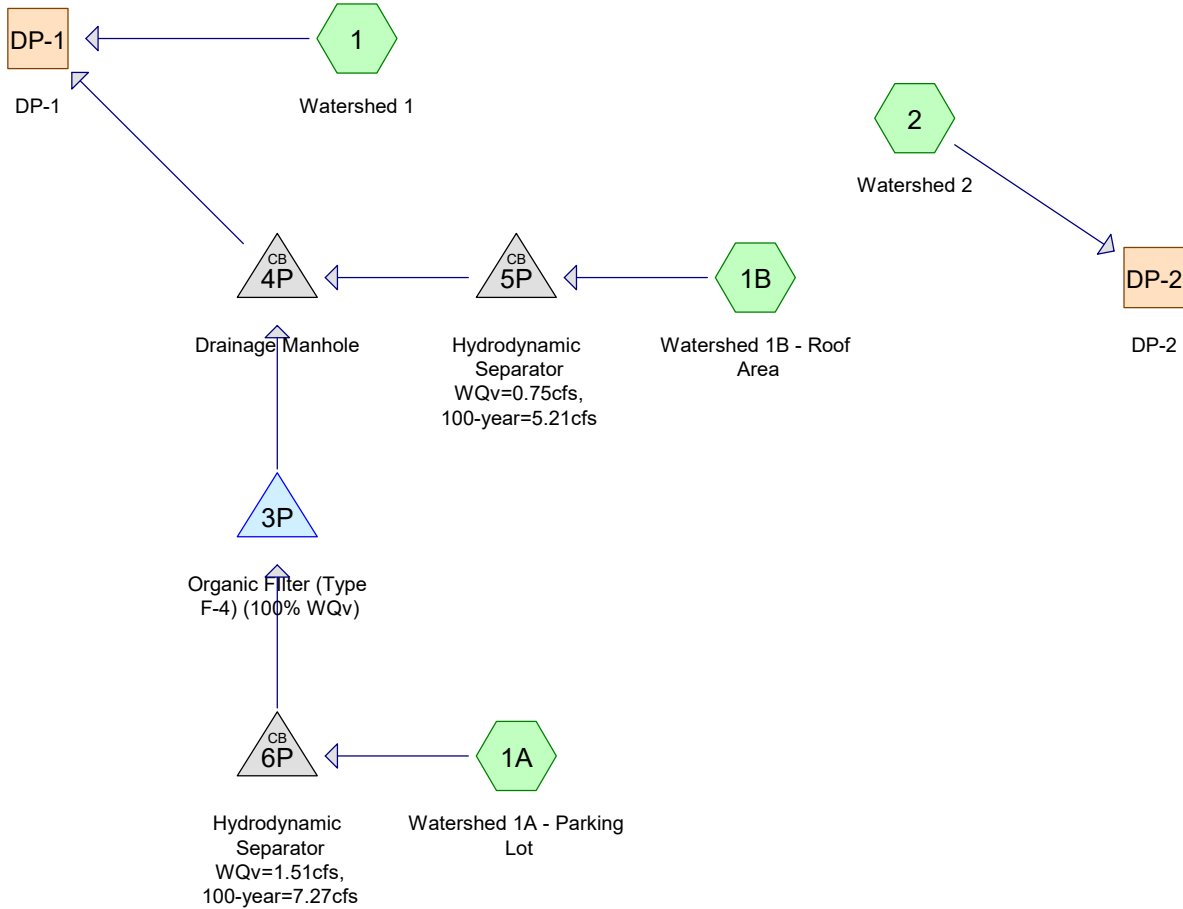 DP-1
1
DP-1
Watershed 1
2
Watershed 2
CB
4P
CB
5P
1B
DP-2
Drainage Manhole
Hydrodynamic
Separator
WQv=0.75cfs,
100-year=5.21cfs
Watershed 1B - Roof
Area
DP-2
3P
Organic Filter (Type
F-4) (100% WQv)
CB
6P
1A
Hydrodynamic
Separator
WQv=1.51cfs,
100-year=7.27cfs
Watershed 1A - Parking
Lot